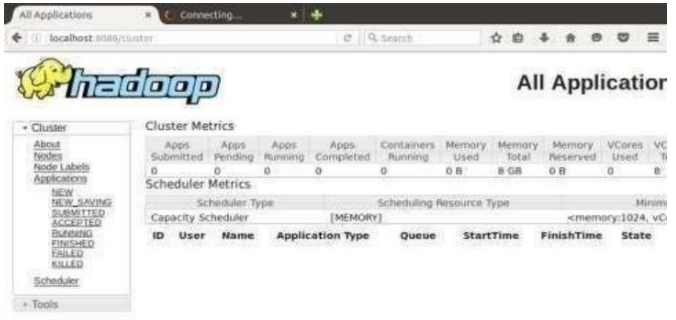 All Applications
Connecting...
localhost:8088/cluster
Search
hadoop
All Application
Cluster
About
Nodes
Node Labels
Applications
NEW
NEW_SAVING
SUBMITTED
ACCEPTED
RUNNING
FINISHED
FAILED
KILLED
Scheduler
Tools
Cluster Metrics
Apps Submitted Apps Pending Apps Running Apps Completed Containers Running Memory Used Memory Total Memory Reserved VCores Used VC
0 0 0 0 0 0 B 8 GB 0 B 0 8
Scheduler Metrics
Scheduler Type Scheduling Resource Type Minim
Capacity Scheduler [MEMORY] <memory:1024, vC
ID User Name Application Type Queue StartTime FinishTime State